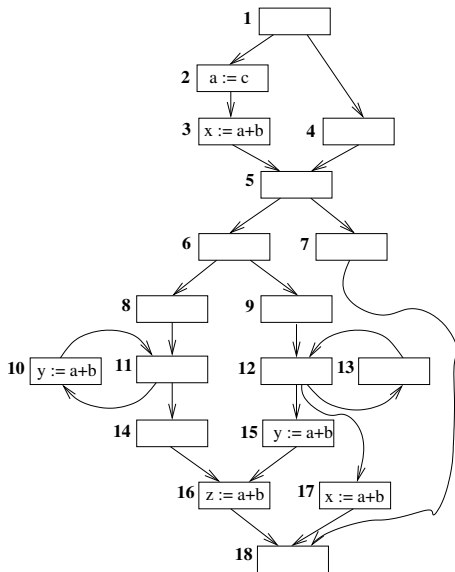 1
2 a := c
3 x := a+b 4
5
6 7
8 9
10 y := a+b 11 12 13
14 15 y := a+b
16 z := a+b 17 x := a+b
18